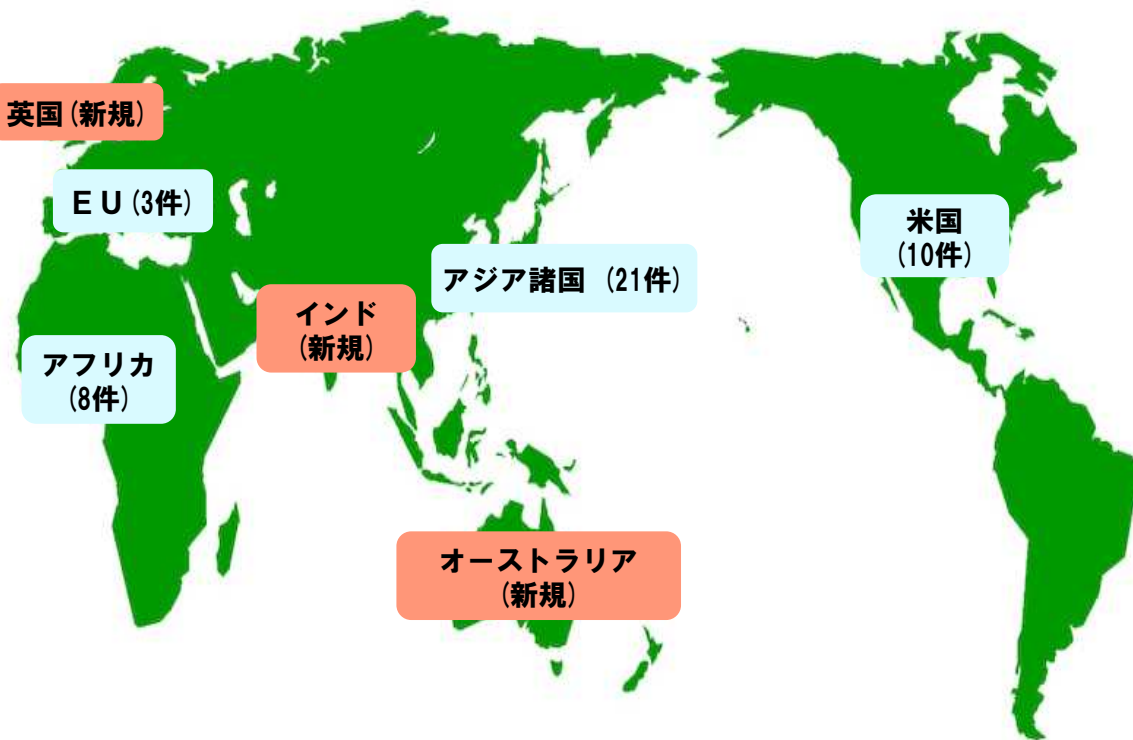 英国(新規)
ＥＵ(3件)
米国
(10件)
アジア諸国 (21件)
インド
(新規)
アフリカ
(8件)
オーストラリア
(新規)